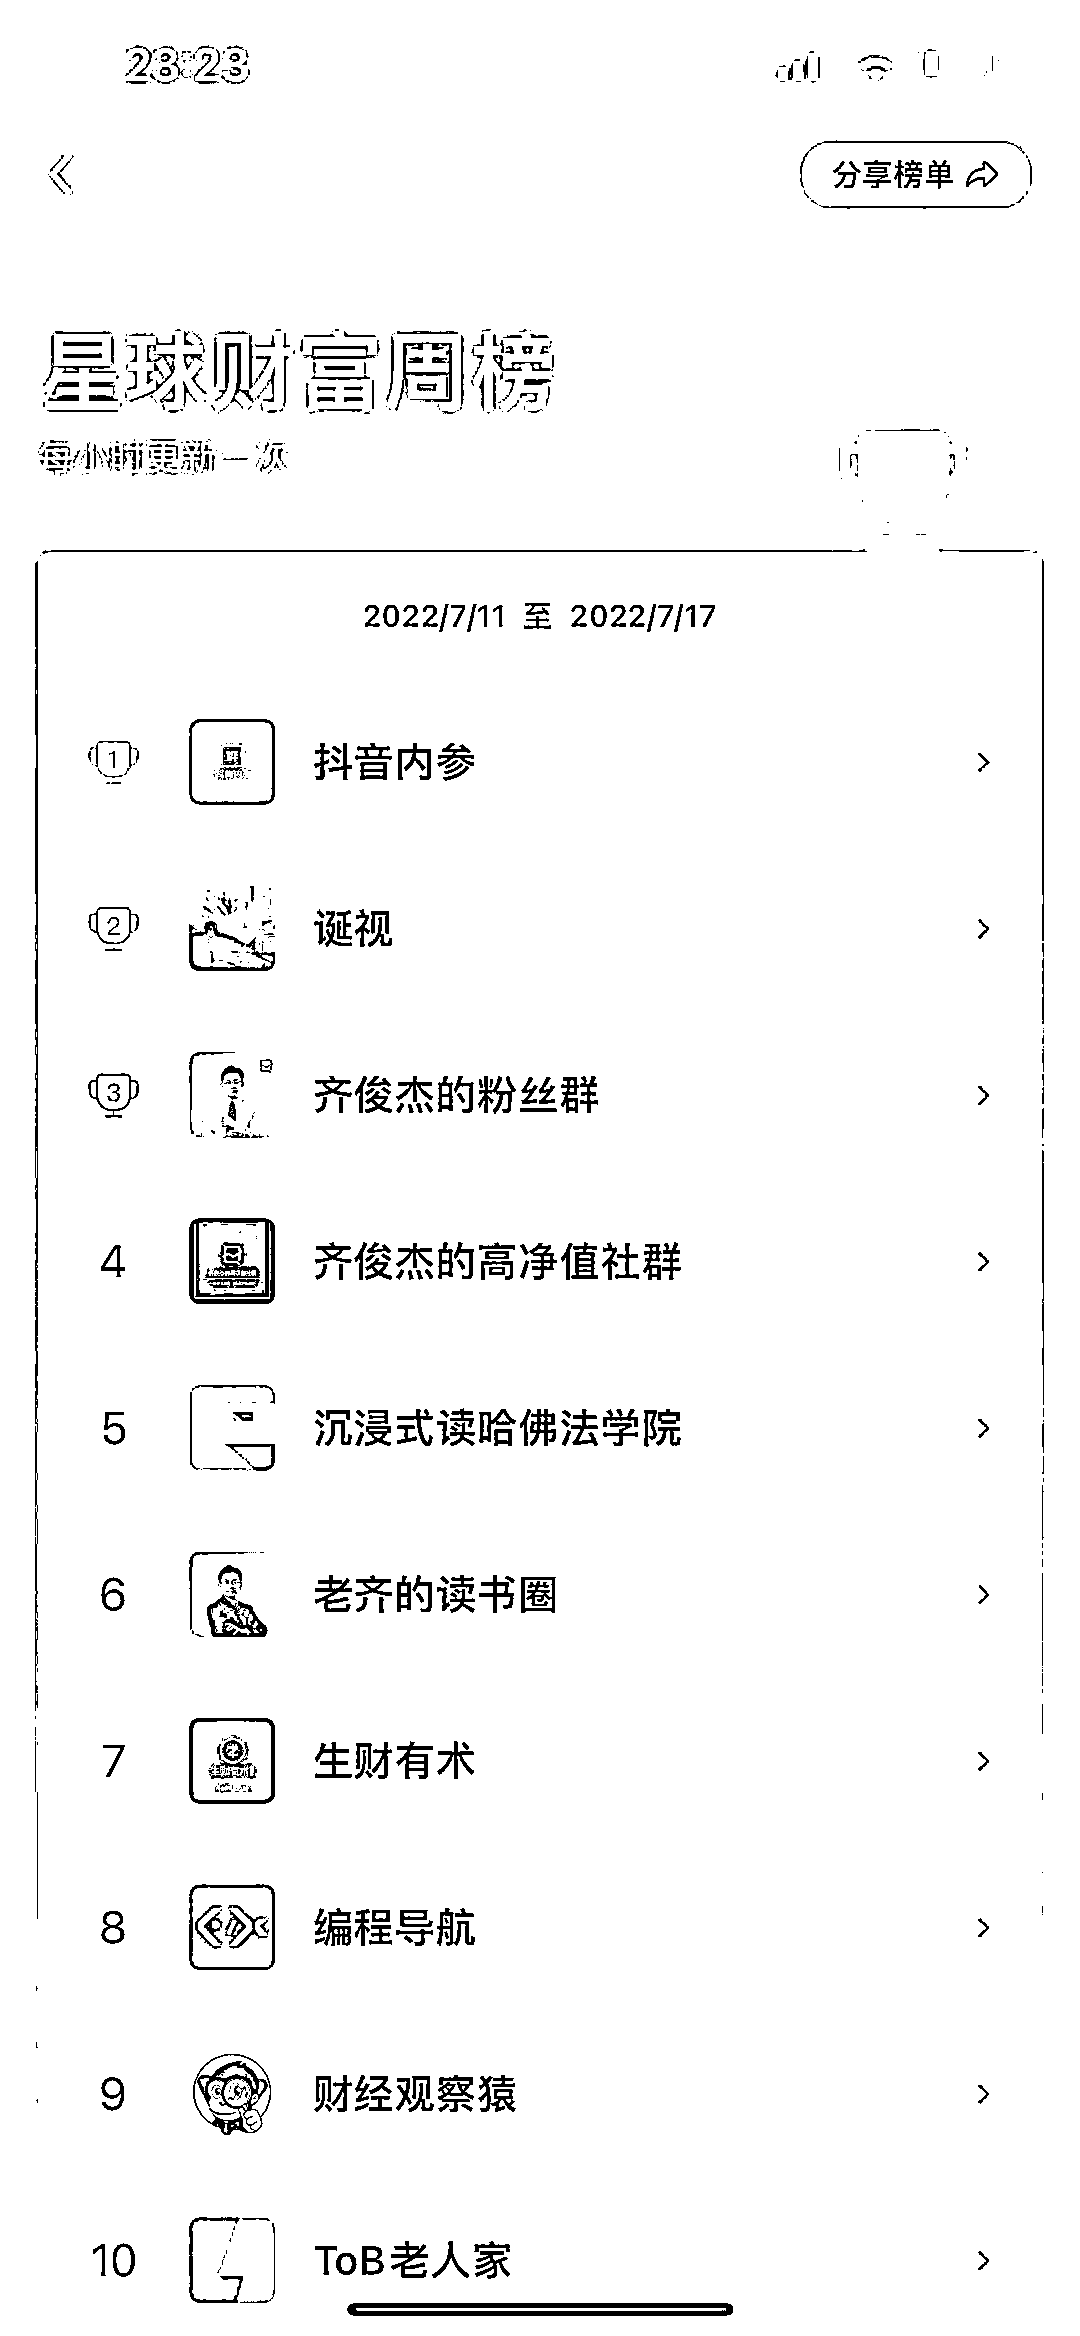 23:23
分享榜单
星球财富周榜
每小时更新一次
2022/7/11 至 2022/7/17
1 抖音内参
2 诞视
3 齐俊杰的粉丝群
4 齐俊杰的高净值社群
5 沉浸式读哈佛法学院
6 老齐的读书圈
7 生财有术
8 编程导航
9 财经观察猿
10 ToB老人家